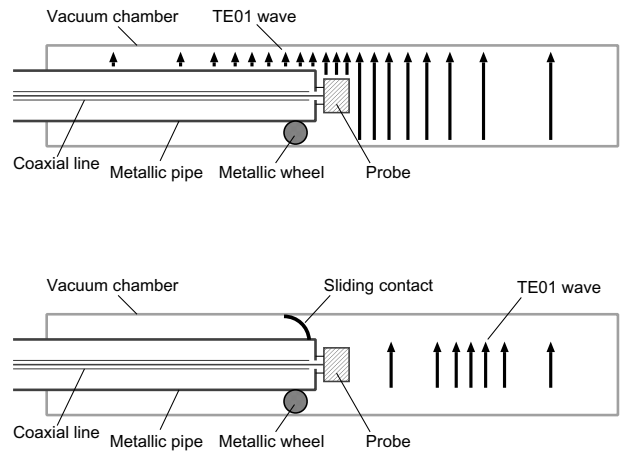 Vacuum chamber
TE01 wave
Coaxial line
Metallic pipe
Metallic wheel
Probe
Vacuum chamber
Sliding contact
TE01 wave
Coaxial line
Metallic pipe
Metallic wheel
Probe